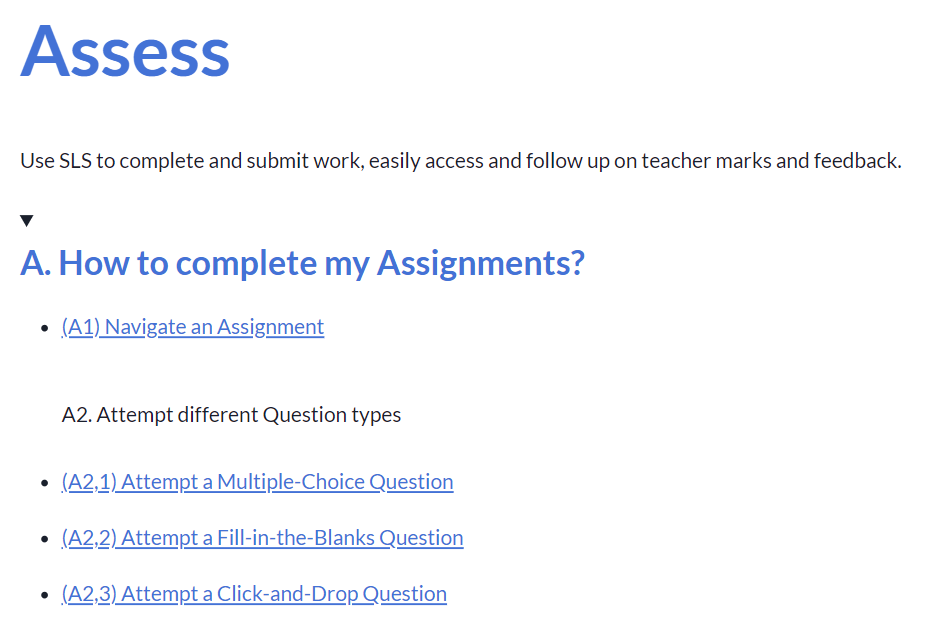 Assess
Use SLS to complete and submit work, easily access and follow up on teacher marks and feedback.
A. How to complete my Assignments?
(A1) Navigate an Assignment
A2. Attempt different Question types
(A2,1) Attempt a Multiple-Choice Question
(A2,2) Attempt a Fill-in-the-Blanks Question
(A2,3) Attempt a Click-and-Drop Question